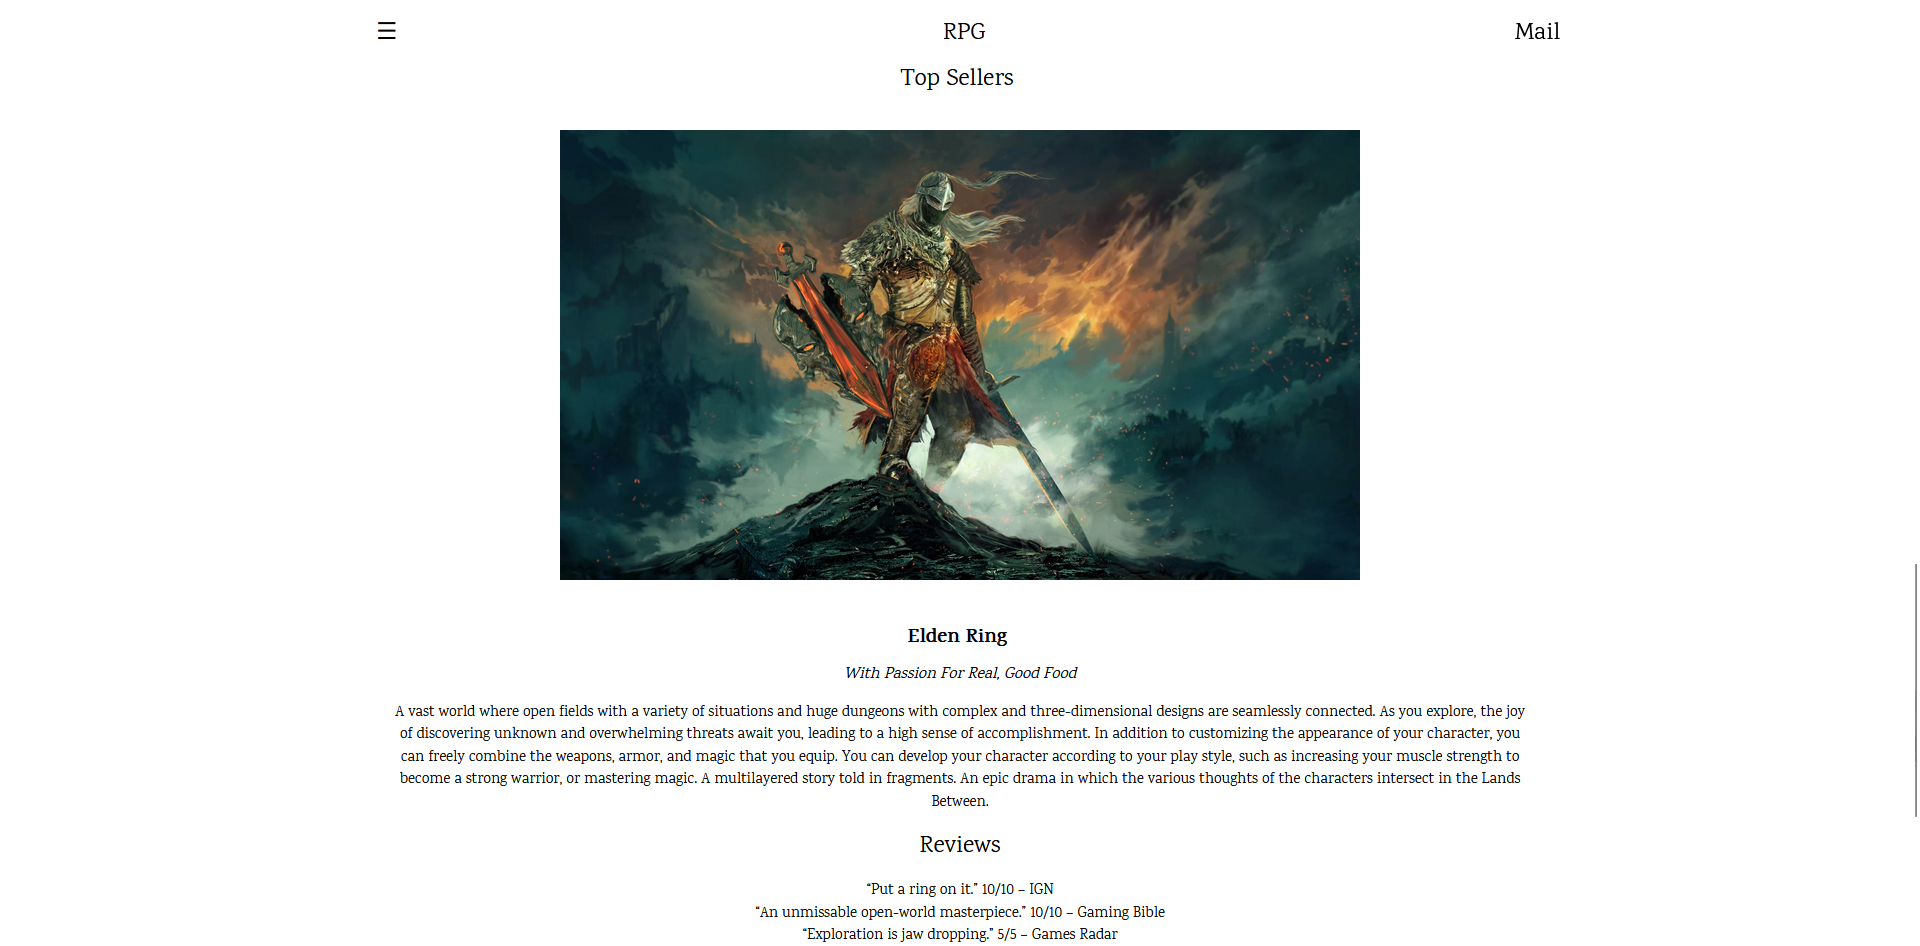 ☰ RPG Mail
Top Sellers
Elden Ring
With Passion For Real, Good Food
A vast world where open fields with a variety of situations and huge dungeons with complex and three-dimensional designs are seamlessly connected. As you explore, the joy
of discovering unknown and overwhelming threats await you, leading to a high sense of accomplishment. In addition to customizing the appearance of your character, you
can freely combine the weapons, armor, and magic that you equip. You can develop your character according to your play style, such as increasing your muscle strength to
become a strong warrior, or mastering magic. A multilayered story told in fragments. An epic drama in which the various thoughts of the characters intersect in the Lands
Between.
Reviews
“Put a ring on it.” 10/10 – IGN
“An unmissable open-world masterpiece.” 10/10 – Gaming Bible
“Exploration is jaw dropping.” 5/5 – Games Radar